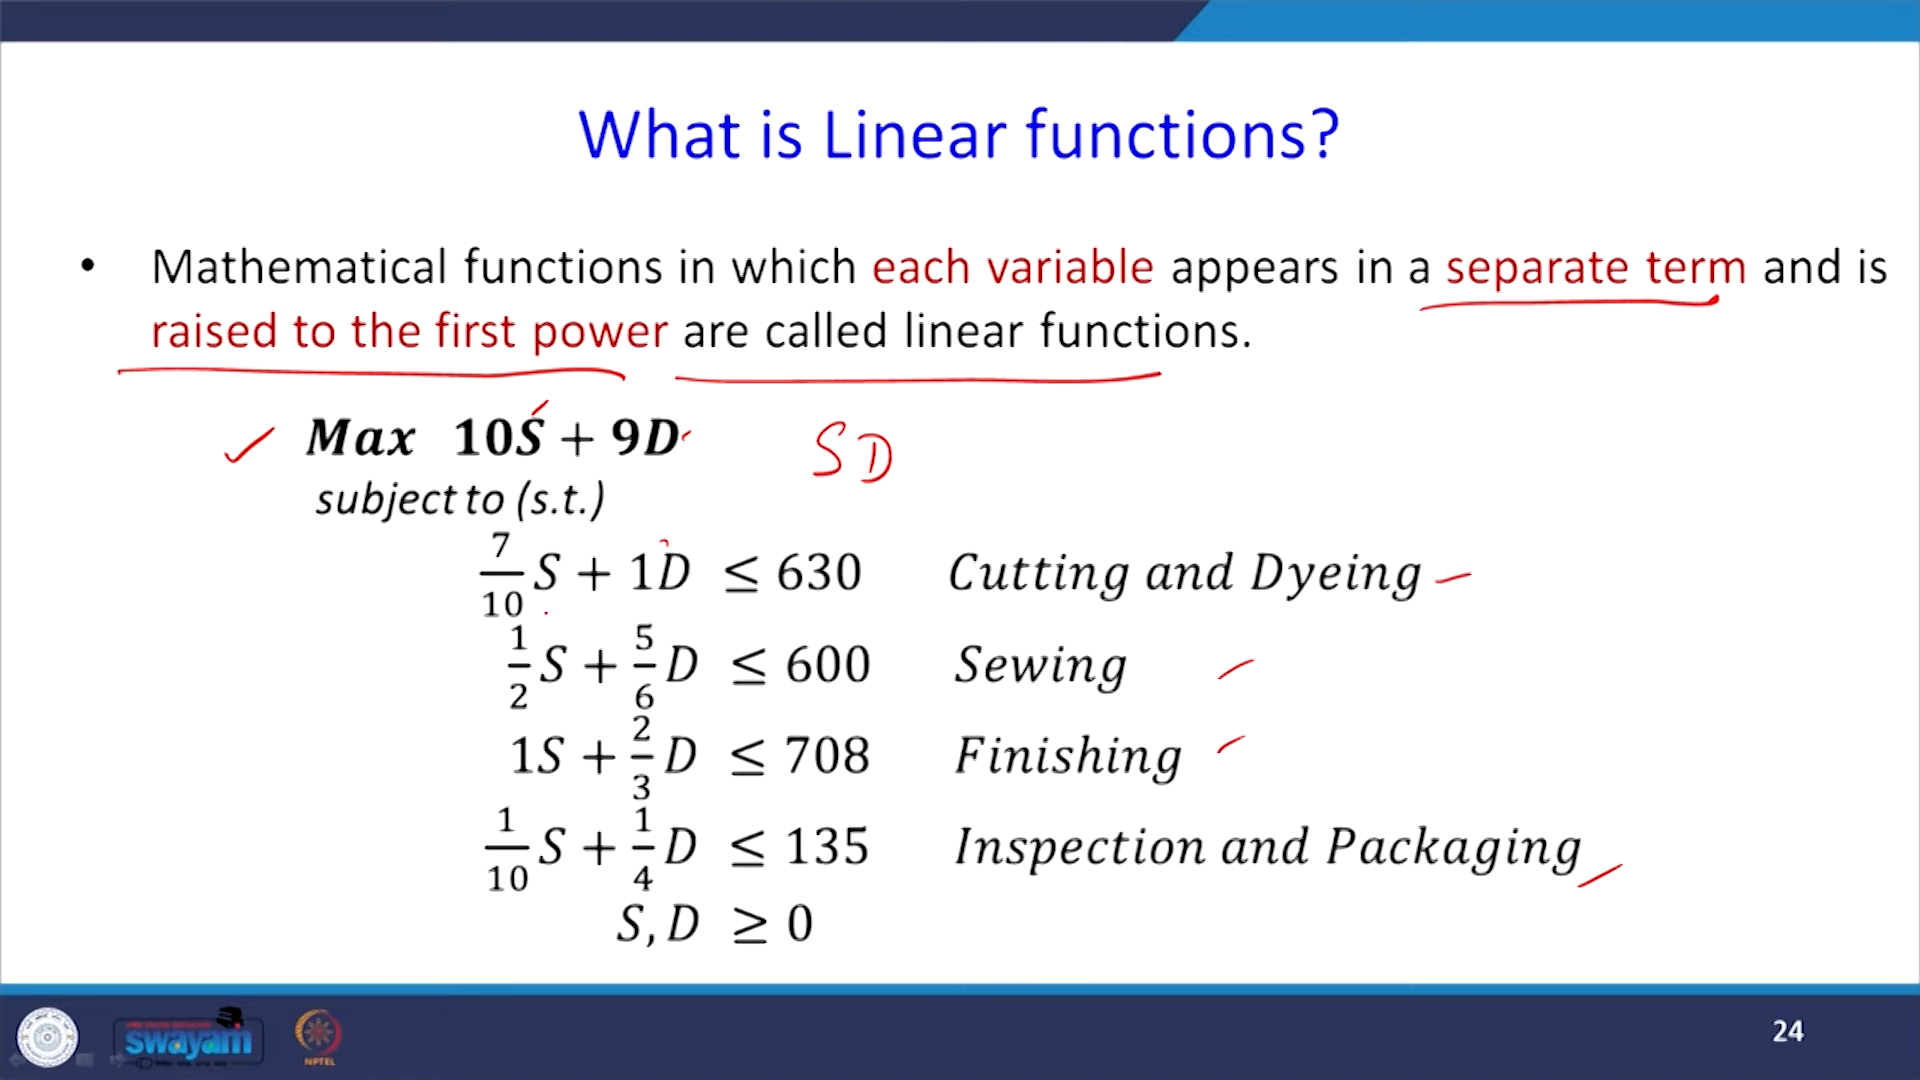 What is Linear functions?
• Mathematical functions in which each variable appears in a separate term and is
raised to the first power are called linear functions.
Max 10S + 9D
SD
subject to (s.t.)
7/10 S + 1D ≤ 630 Cutting and Dyeing
1/2 S + 5/6 D ≤ 600 Sewing
1S + 2/3 D ≤ 708 Finishing
1/10 S + 1/4 D ≤ 135 Inspection and Packaging
S, D ≥ 0
swayam
NPTEL
24